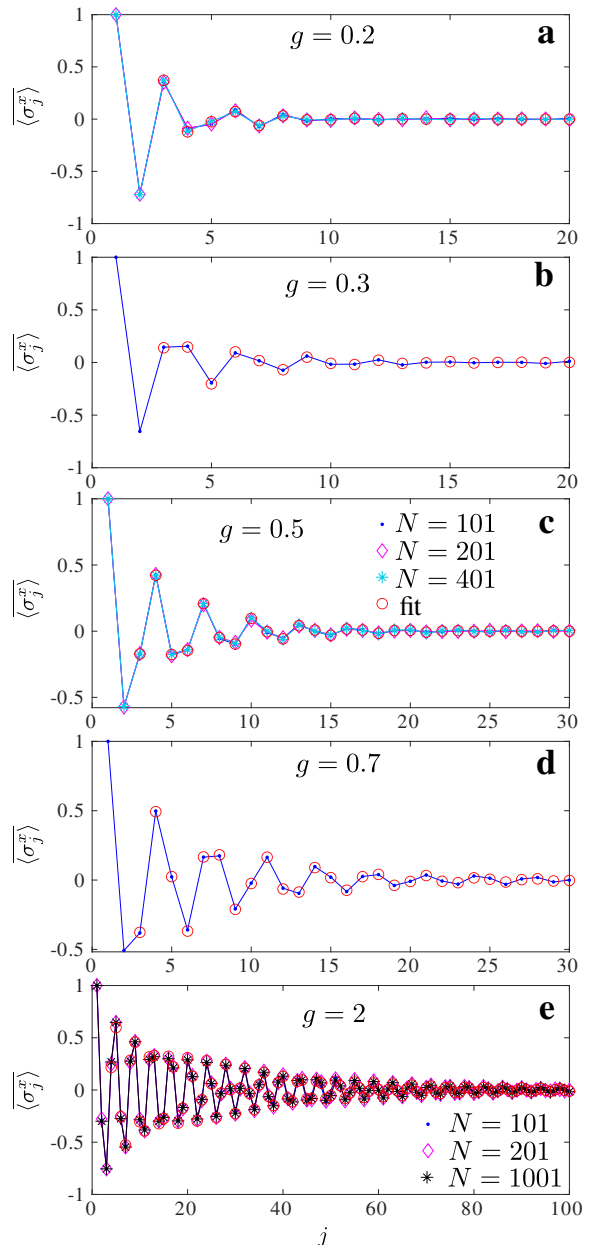 a
g = 0.2
1
0.5
0
-0.5
-1
⟨σ_j^x⟩
0 5 10 15 20
b
g = 0.3
1
0.5
0
-0.5
-1
⟨σ_j^x⟩
0 5 10 15 20
c
g = 0.5
N = 101
N = 201
N = 401
fit
1
0.5
0
-0.5
⟨σ_j^x⟩
0 5 10 15 20 25 30
d
g = 0.7
1
0.5
0
-0.5
⟨σ_j^x⟩
0 5 10 15 20 25 30
e
g = 2
N = 101
N = 201
N = 1001
1
0.5
0
-0.5
-1
⟨σ_j^x⟩
0 20 40 60 80 100
j